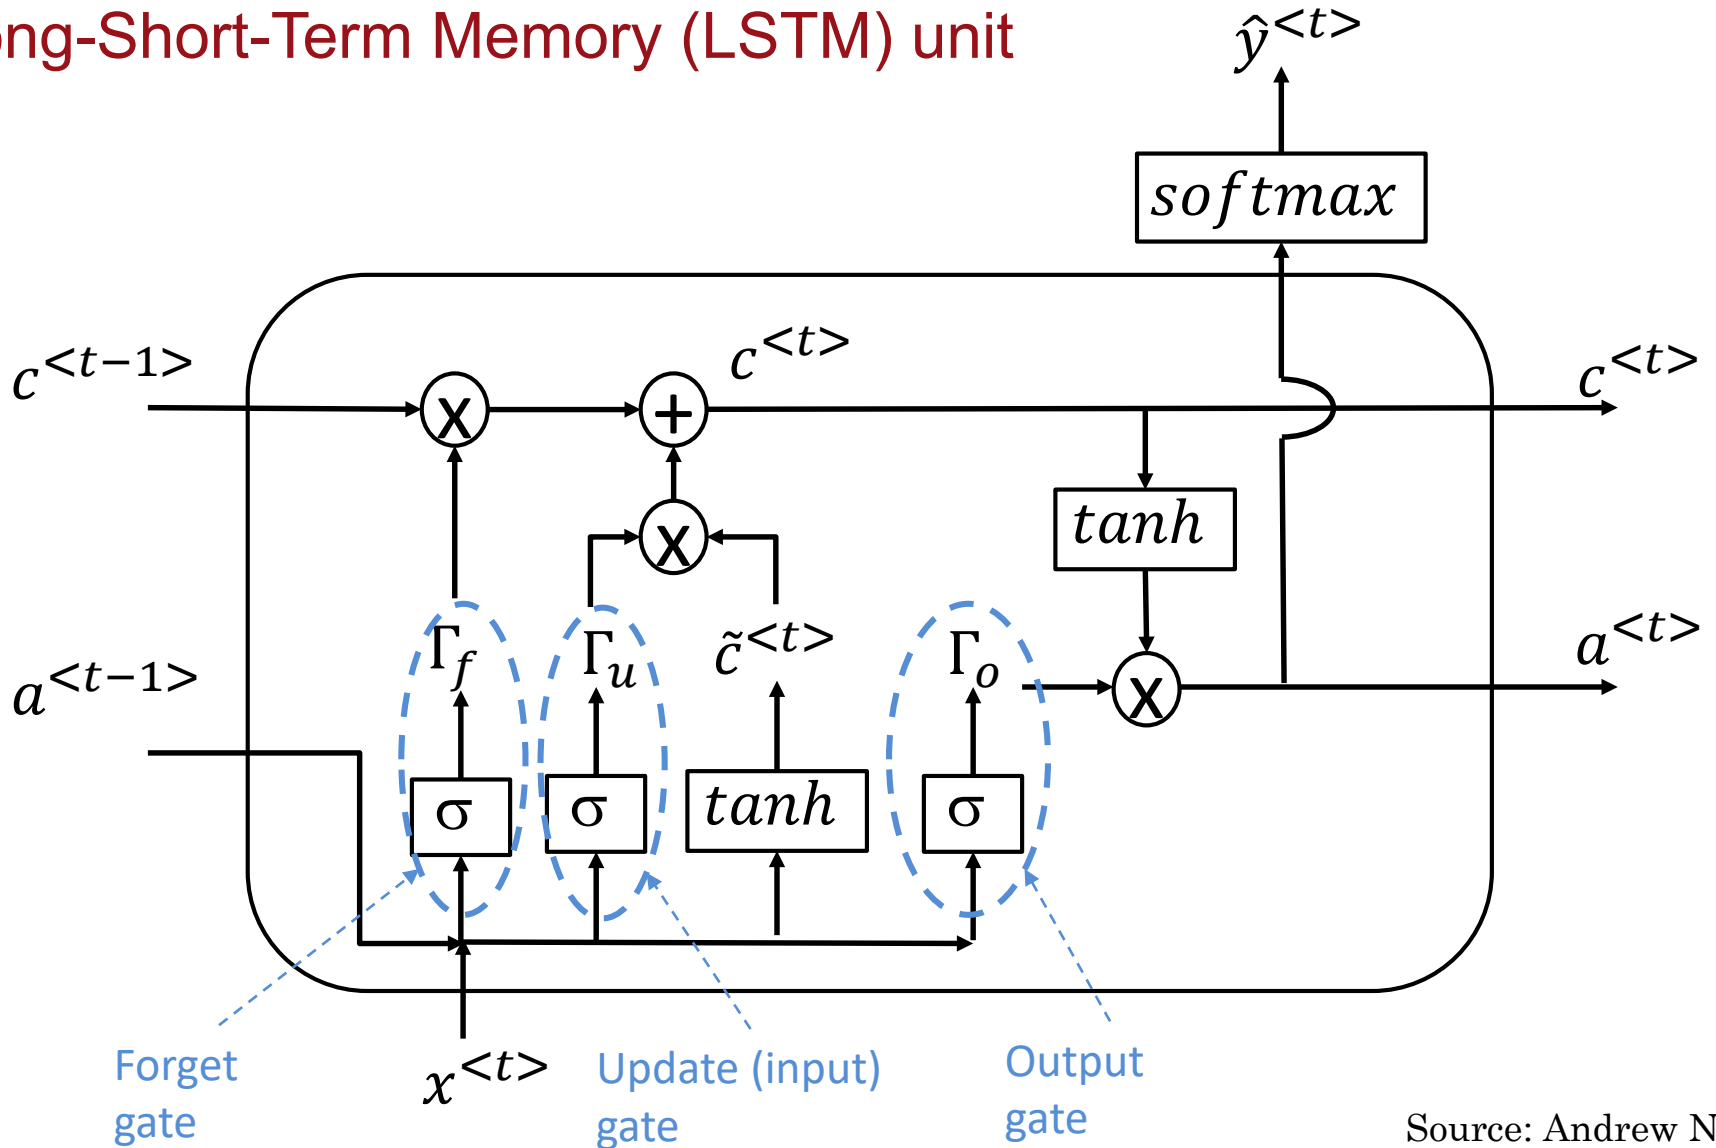 ong-Short-Term Memory (LSTM) unit
ŷ<t>
softmax
c<t-1>
c<t>
c<t>
x
+
x
tanh
a<t-1>
Γf
Γu
c̃<t>
Γo
x
a<t>
σ
σ
tanh
σ
Forget
gate
x<t>
Update (input)
gate
Output
gate
Source: Andrew N